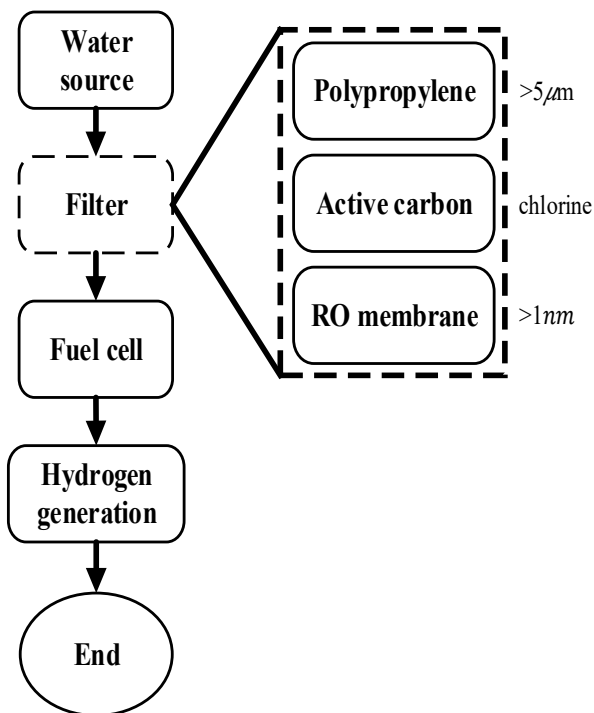 Water
source
Filter
Fuel cell
Hydrogen
generation
End
Polypropylene
>5μm
Active carbon
chlorine
RO membrane
>1nm